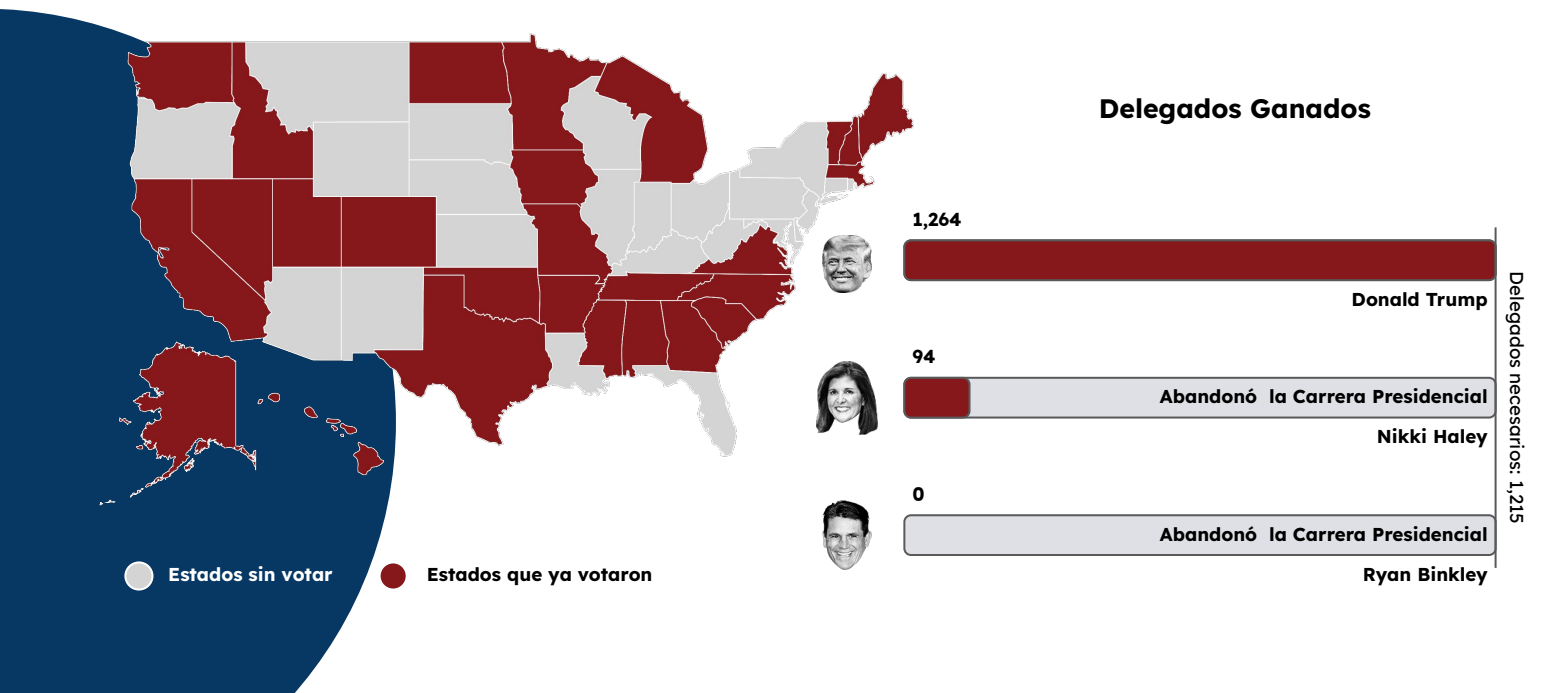 Delegados Ganados
1,264
Donald Trump
94
Abandonó  la Carrera Presidencial
Nikki Haley
0
Abandonó  la Carrera Presidencial
Ryan Binkley
Delegados necesarios: 1,215
Estados sin votar
Estados que ya votaron